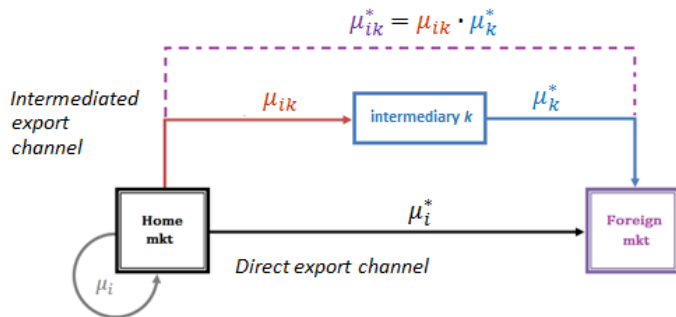 μ*ᵢₖ = μᵢₖ · μ*ₖ
Intermediated
export
channel
μᵢₖ
intermediary k
μ*ₖ
Home
mkt
μ*ᵢ
Foreign
mkt
Direct export channel
μᵢ